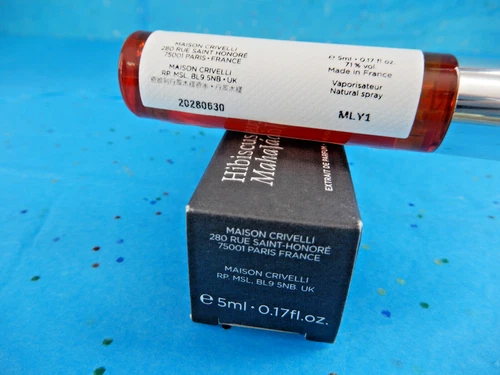 MAISON CRIVELLI
280 RUE SAINT-HONORÉ
75001 PARIS • FRANCE
MAISON CRIVELLI
RP. MSL, BL9 5NB • UK
20280630
℮ 5ml • 0.17 fl.oz.
71% vol
Made in France
Vaporisateur
Natural spray
MLY1
Hibiscus
Mahajád
EXTRAIT DE PARFUM
MAISON CRIVELLI
280 RUE SAINT-HONORÉ
75001 PARIS FRANCE
MAISON CRIVELLI
RP. MSL, BL9 5NB. UK
℮ 5ml • 0.17fl.oz.